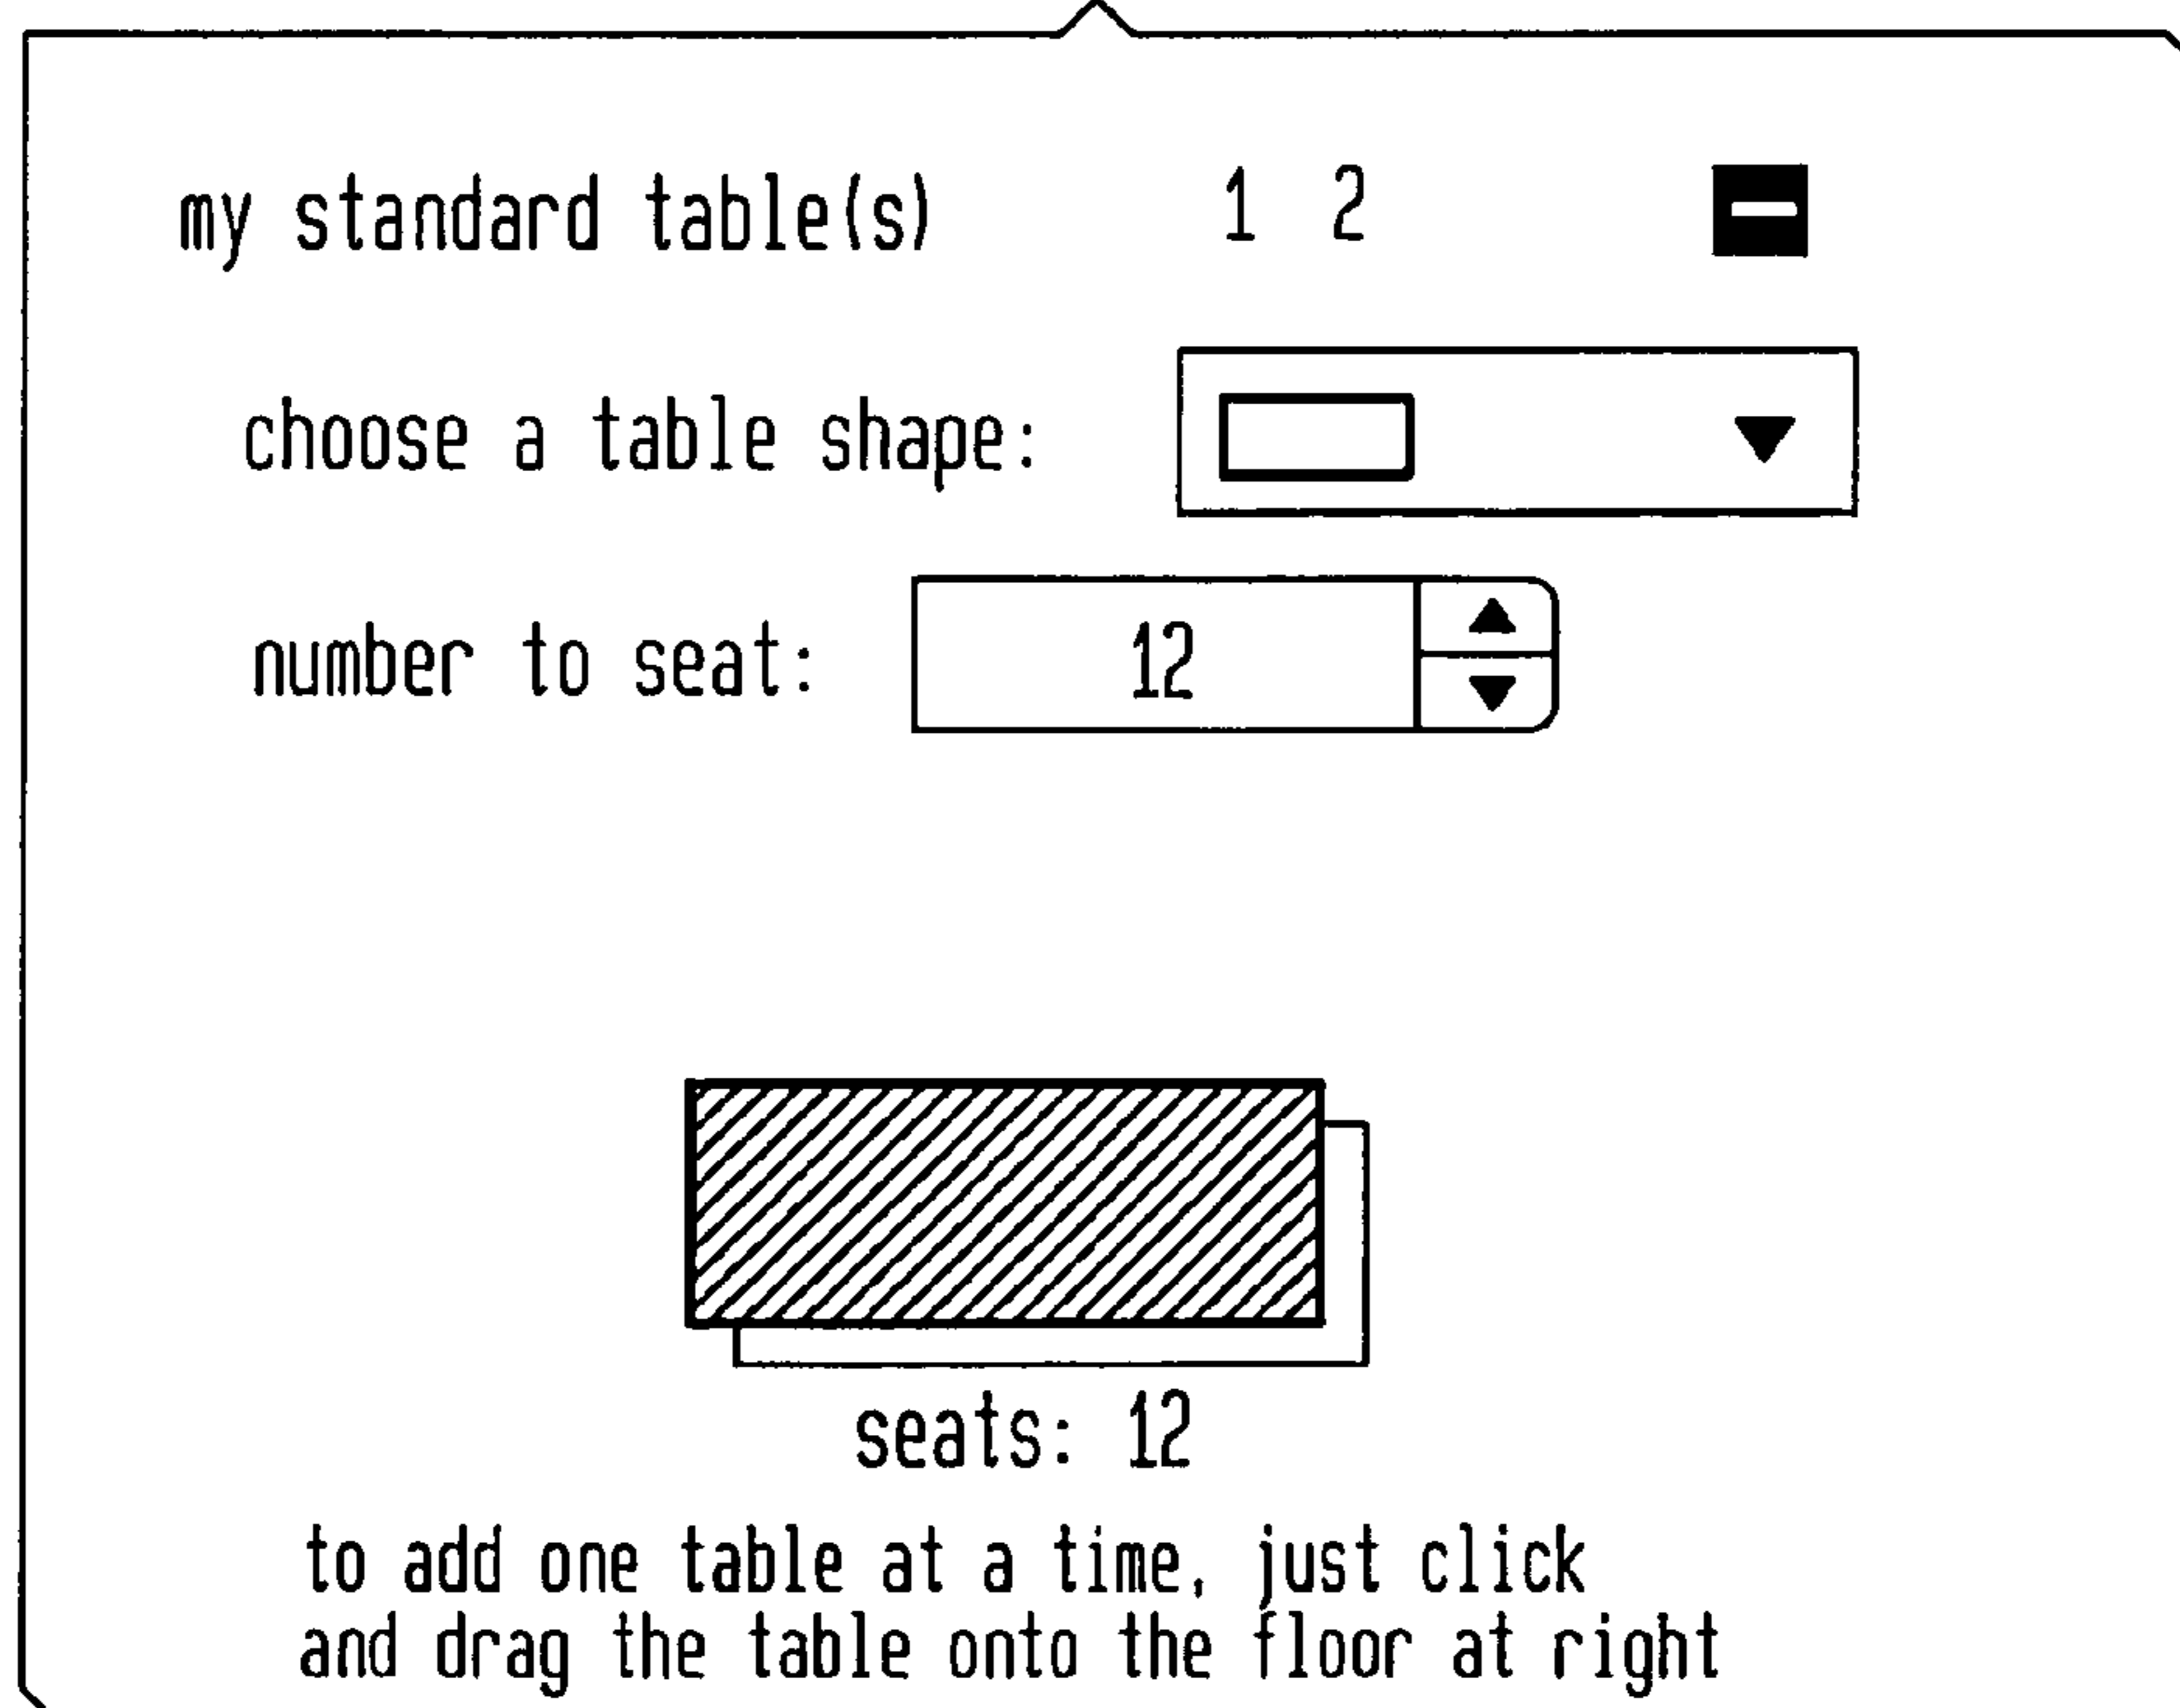 my standard table(s) 1 2
choose a table shape:
number to seat: 12
seats: 12
to add one table at a time, just click
and drag the table onto the floor at right